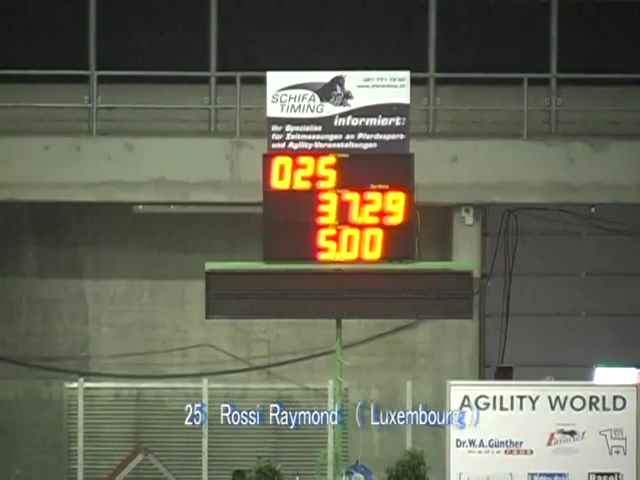 SCHIFA
TIMING
informiert:
Ihr Spezialist
für Zeitmessungen an Pferdesport-
und Agility-Veranstaltungen
025
37.29
5.00
25 Rossi Raymond ( Luxembourg )
AGILITY WORLD
Dr.W.A.Günther